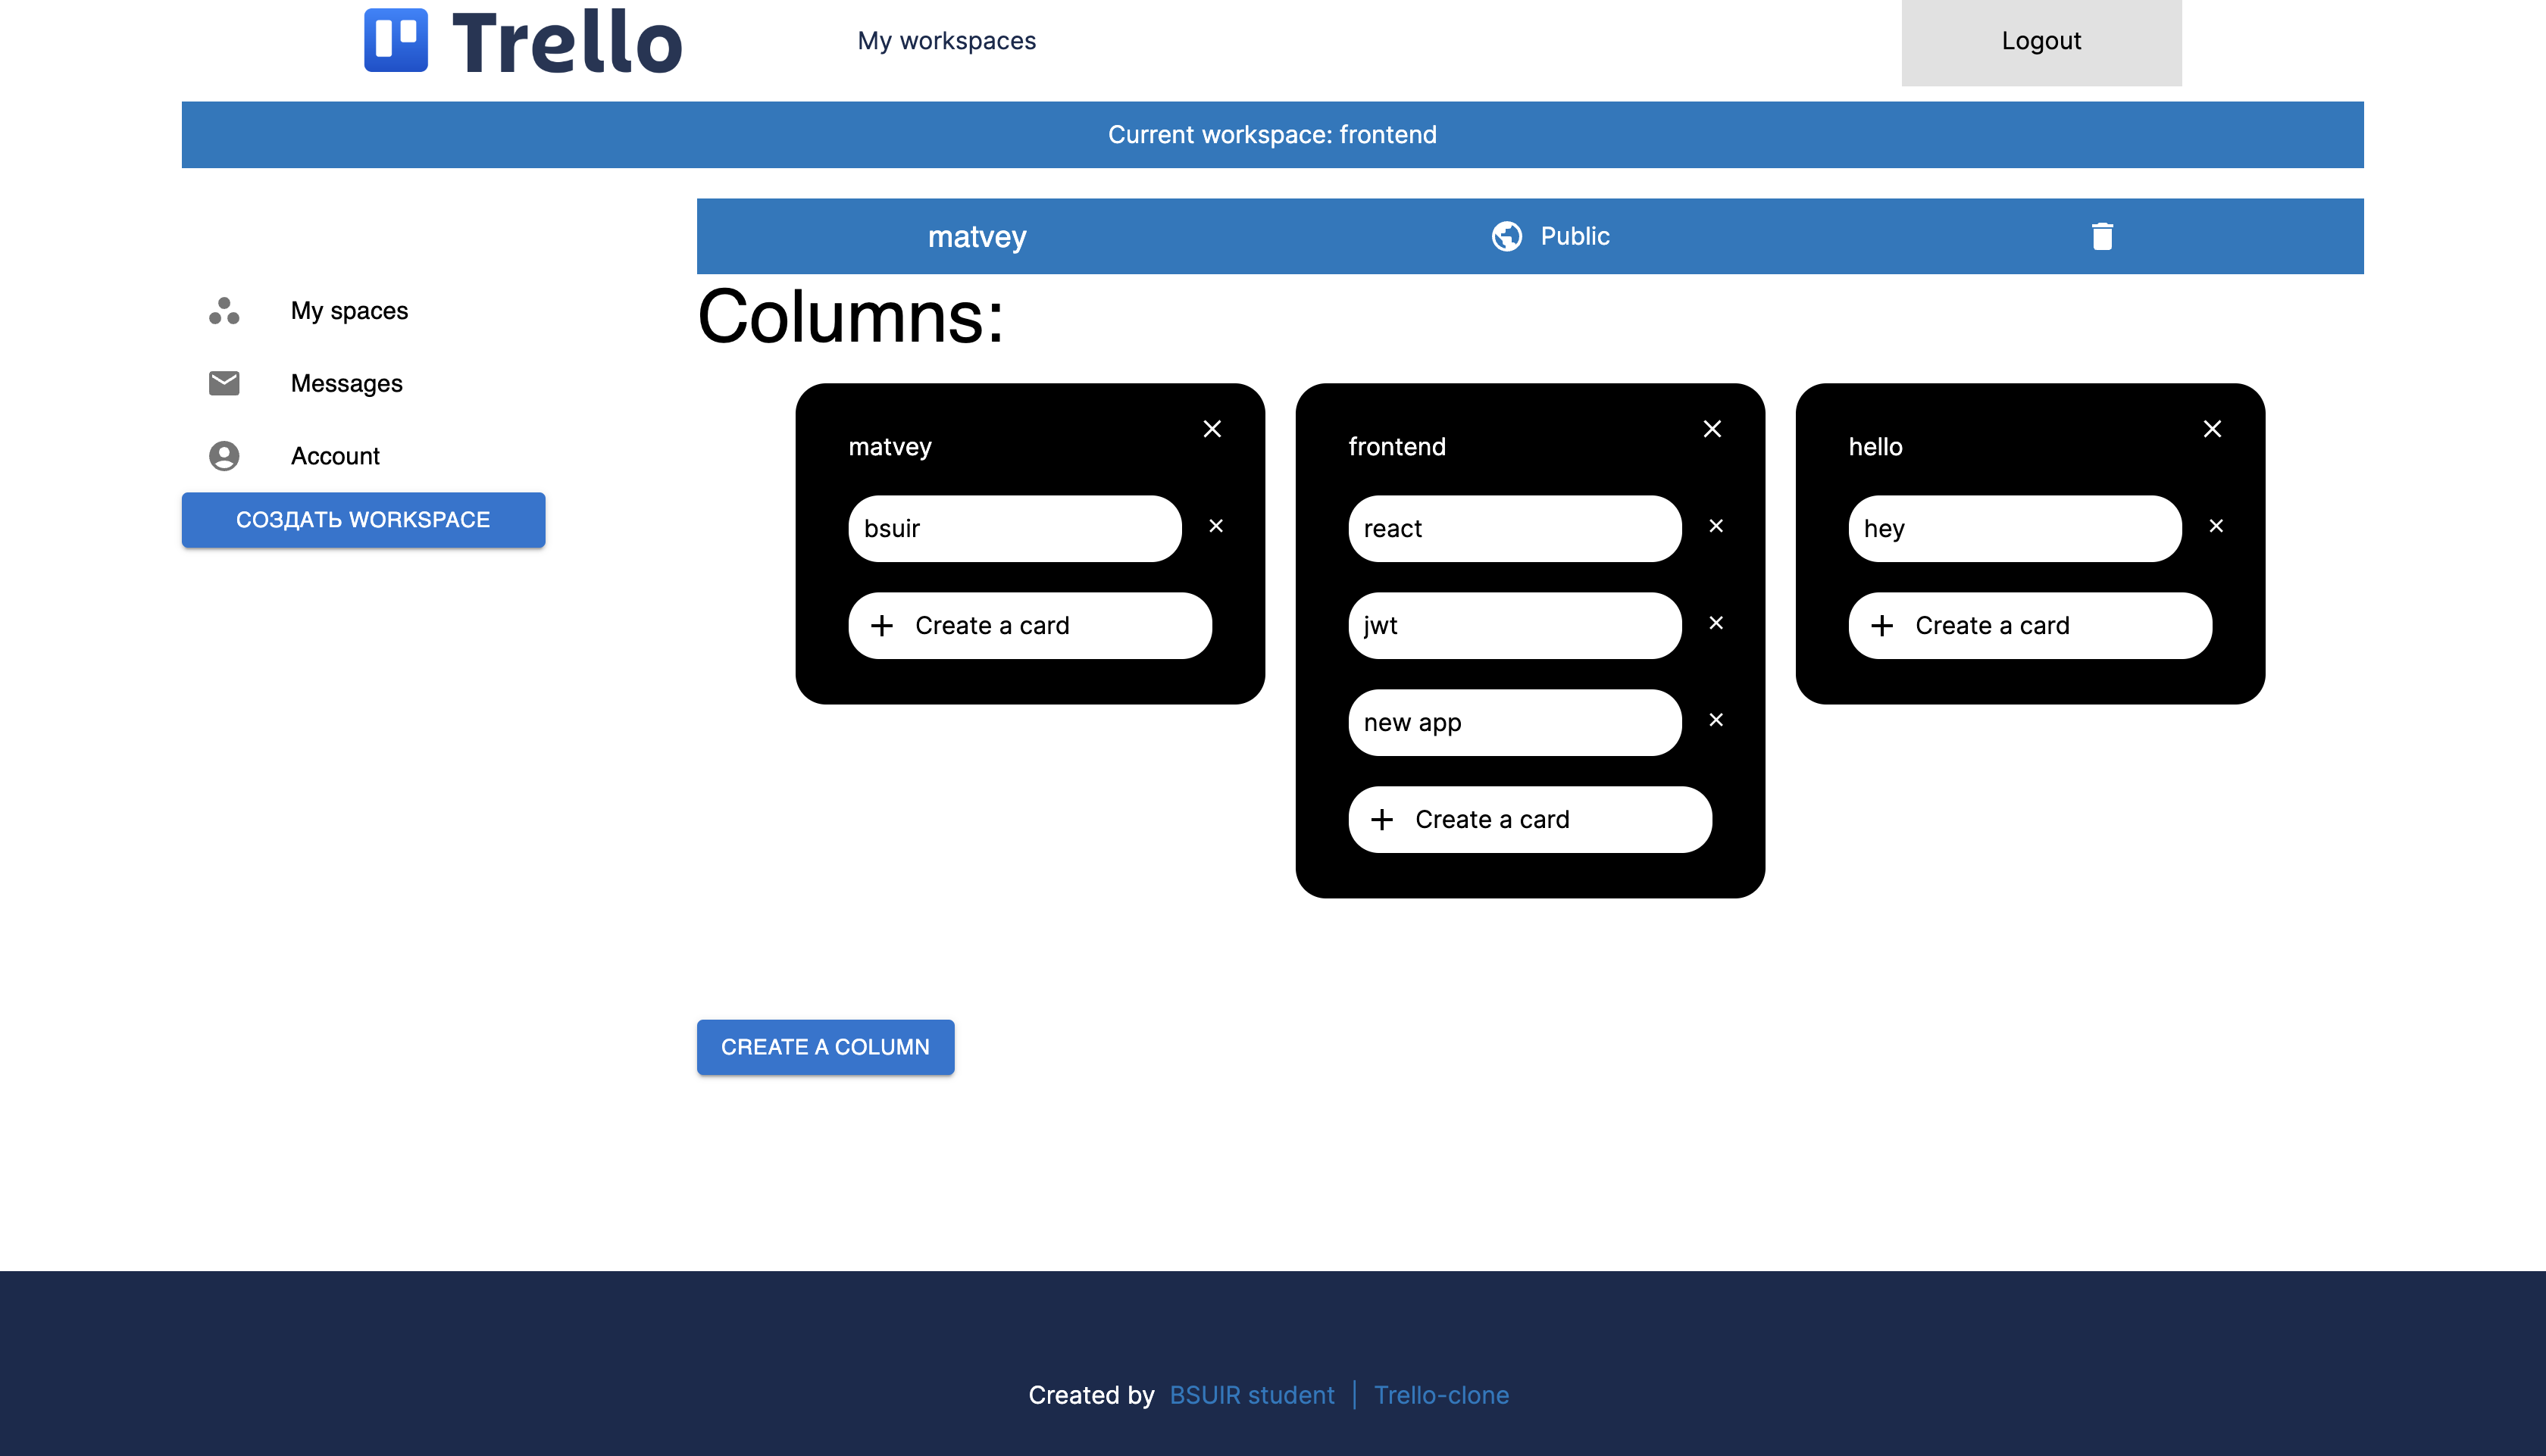 Trello
My workspaces
Logout
Current workspace: frontend
matvey
Public
My spaces
Messages
Account
СОЗДАТЬ WORKSPACE
Columns:
matvey
bsuir
Create a card
frontend
react
jwt
new app
Create a card
hello
hey
Create a card
CREATE A COLUMN
Created by BSUIR student | Trello-clone